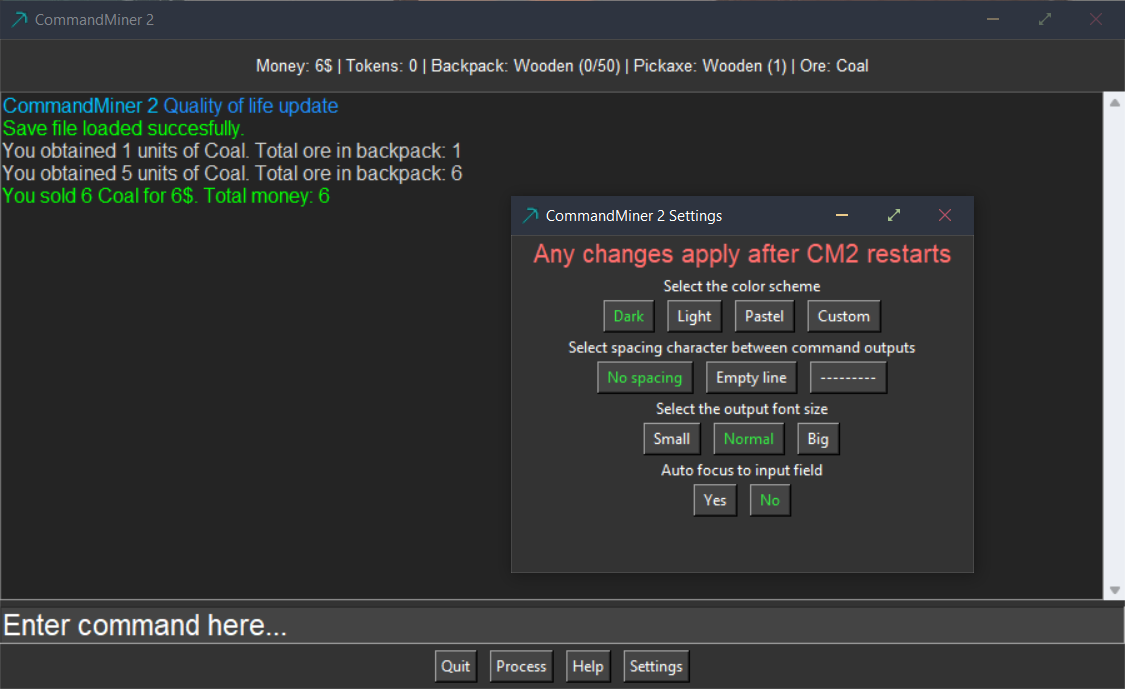 CommandMiner 2
Money: 6$ | Tokens: 0 | Backpack: Wooden (0/50) | Pickaxe: Wooden (1) | Ore: Coal
CommandMiner 2 Quality of life update
Save file loaded succesfully.
You obtained 1 units of Coal. Total ore in backpack: 1
You obtained 5 units of Coal. Total ore in backpack: 6
You sold 6 Coal for 6$. Total money: 6
CommandMiner 2 Settings
Any changes apply after CM2 restarts
Select the color scheme
Dark Light Pastel Custom
Select spacing character between command outputs
No spacing Empty line ---------
Select the output font size
Small Normal Big
Auto focus to input field
Yes No
Enter command here...
Quit Process Help Settings